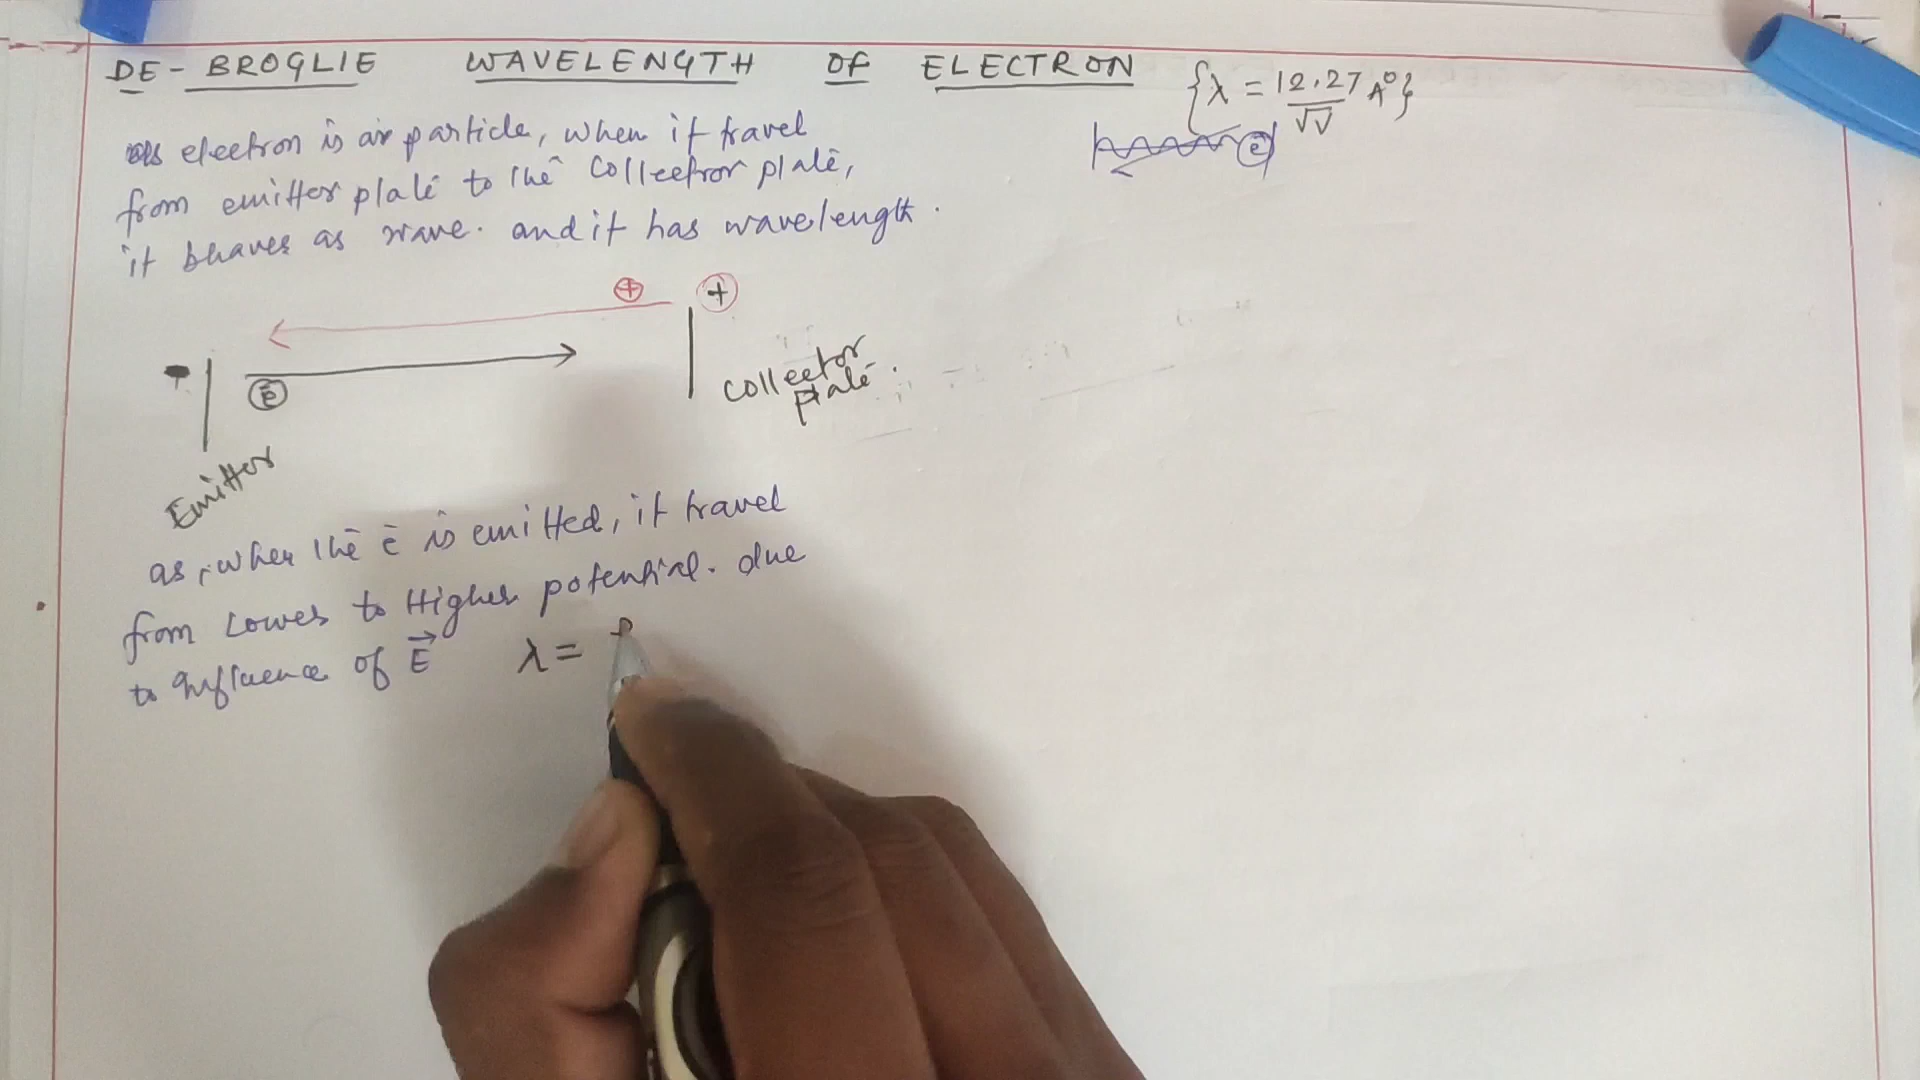 DE-BROGLIE WAVELENGTH OF ELECTRON
{λ = 12.27/√V A°}
electron is a particle, when it travel
from emitter plate to the Collector plate,
it bhaves as wave. and it has wavelength.
e
+
+
-
e
Collector
plate.
Emitter
as, when the e is emitted, it travel
from Lower to Higher potential. due
to influence of E
λ =